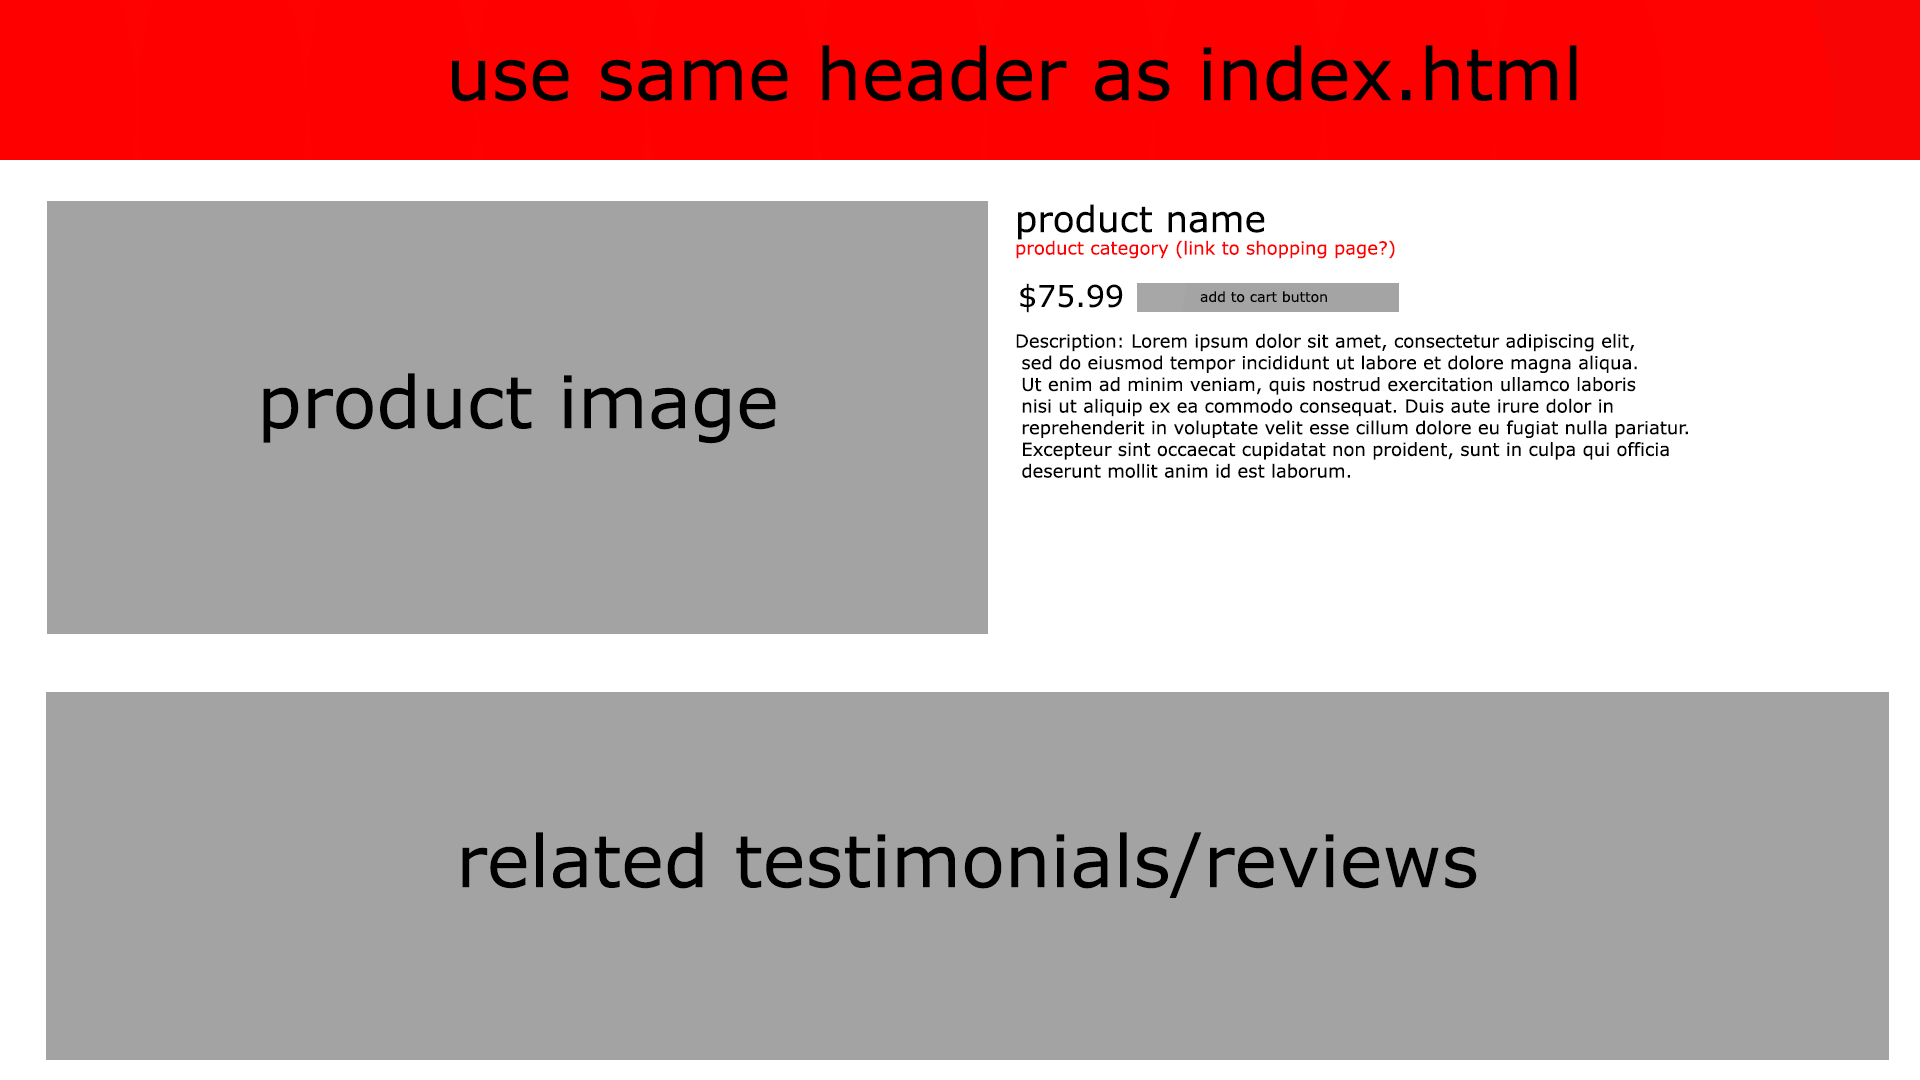 use same header as index.html
product image
product name
product category (link to shopping page?)
$75.99
add to cart button
Description: Lorem ipsum dolor sit amet, consectetur adipiscing elit,
sed do eiusmod tempor incididunt ut labore et dolore magna aliqua.
Ut enim ad minim veniam, quis nostrud exercitation ullamco laboris
nisi ut aliquip ex ea commodo consequat. Duis aute irure dolor in
reprehenderit in voluptate velit esse cillum dolore eu fugiat nulla pariatur.
Excepteur sint occaecat cupidatat non proident, sunt in culpa qui officia
deserunt mollit anim id est laborum.
related testimonials/reviews